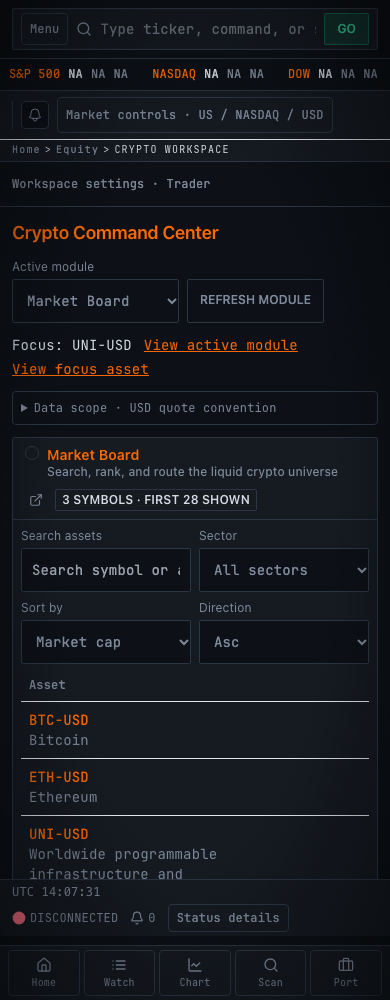 Menu Type ticker, command, or s GO
S&P 500 NA NA NA NASDAQ NA NA NA DOW NA NA NA
Market controls · US / NASDAQ / USD
Home > Equity > CRYPTO WORKSPACE
Workspace settings · Trader
Crypto Command Center
Active module
Market Board REFRESH MODULE
Focus: UNI-USD View active module
View focus asset
▶ Data scope · USD quote convention
Market Board
Search, rank, and route the liquid crypto universe
3 SYMBOLS · FIRST 28 SHOWN
Search assets Sector
Search symbol or a All sectors
Sort by Direction
Market cap Asc
Asset
BTC-USD
Bitcoin
ETH-USD
Ethereum
UNI-USD
Worldwide programmable
infrastructure and
UTC 14:07:31
DISCONNECTED 0 Status details
Home Watch Chart Scan Port